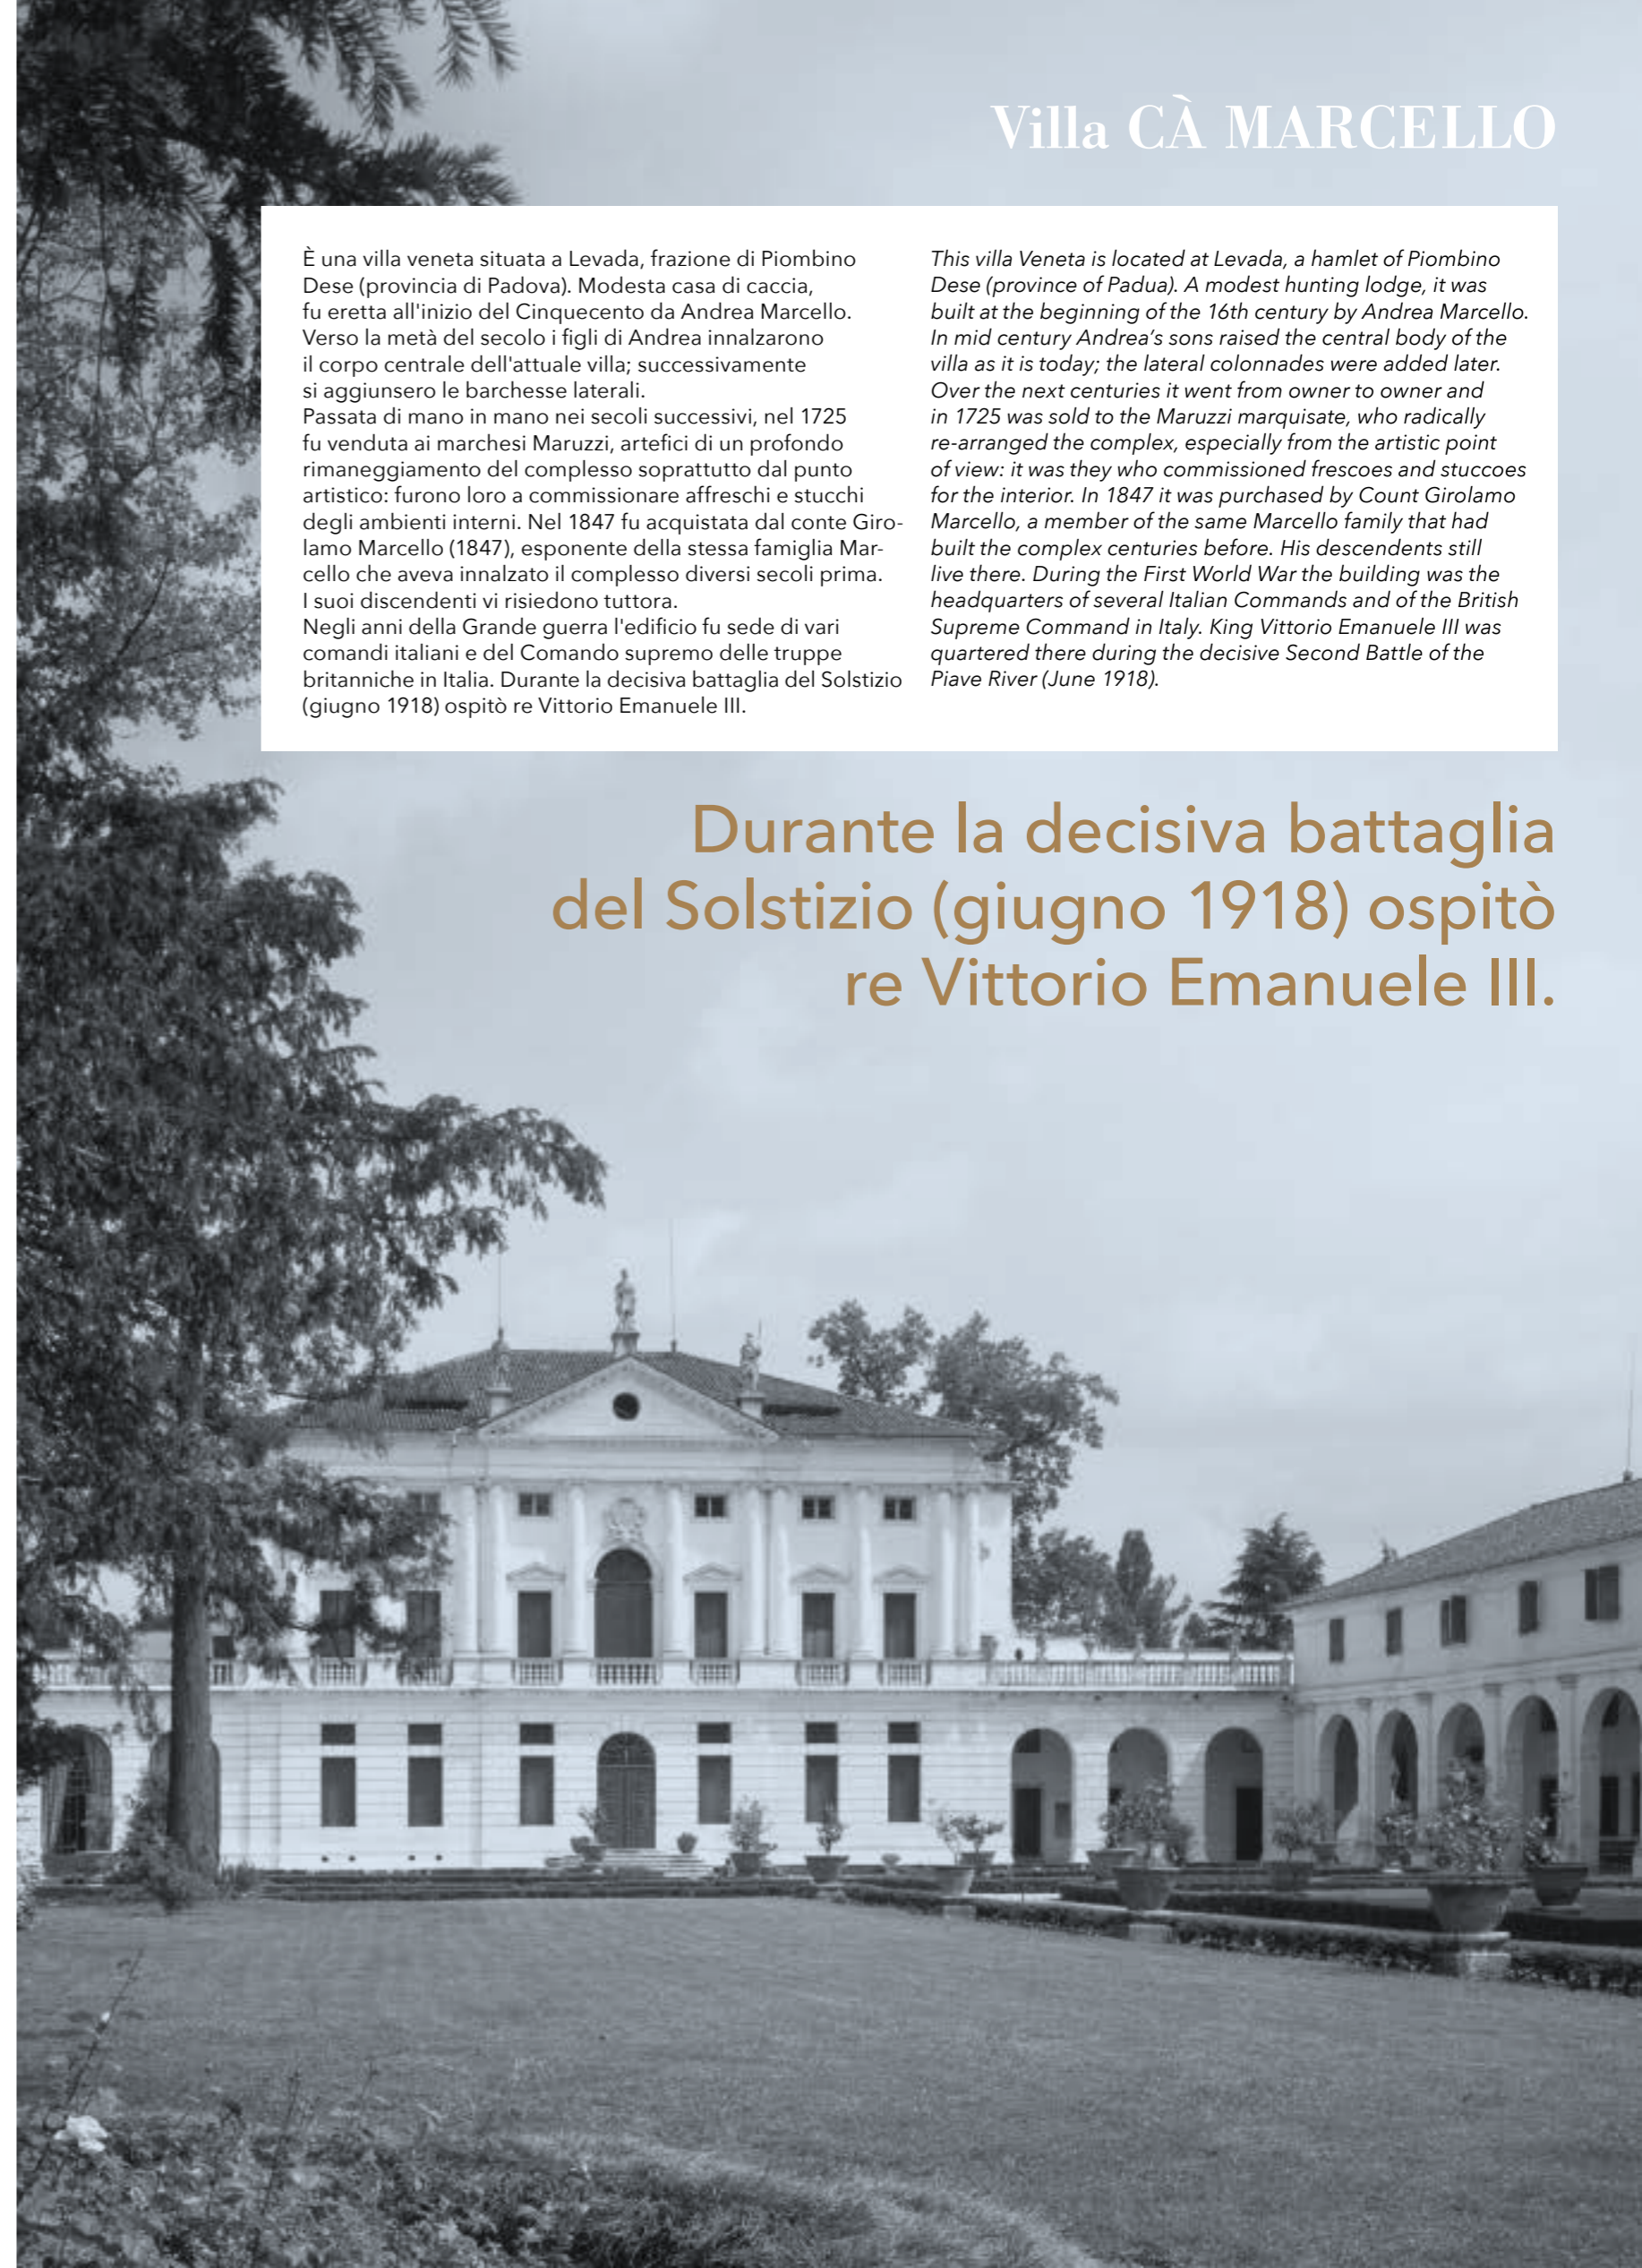 Villa CÀ MARCELLO
È una villa veneta situata a Levada, frazione di Piombino
Dese (provincia di Padova). Modesta casa di caccia,
fu eretta all'inizio del Cinquecento da Andrea Marcello.
Verso la metà del secolo i figli di Andrea innalzarono
il corpo centrale dell'attuale villa; successivamente
si aggiunsero le barchesse laterali.
Passata di mano in mano nei secoli successivi, nel 1725
fu venduta ai marchesi Maruzzi, artefici di un profondo
rimaneggiamento del complesso soprattutto dal punto
artistico: furono loro a commissionare affreschi e stucchi
degli ambienti interni. Nel 1847 fu acquistata dal conte Giro-
lamo Marcello (1847), esponente della stessa famiglia Mar-
cello che aveva innalzato il complesso diversi secoli prima.
I suoi discendenti vi risiedono tuttora.
Negli anni della Grande guerra l'edificio fu sede di vari
comandi italiani e del Comando supremo delle truppe
britanniche in Italia. Durante la decisiva battaglia del Solstizio
(giugno 1918) ospitò re Vittorio Emanuele III.
This villa Veneta is located at Levada, a hamlet of Piombino
Dese (province of Padua). A modest hunting lodge, it was
built at the beginning of the 16th century by Andrea Marcello.
In mid century Andrea’s sons raised the central body of the
villa as it is today; the lateral colonnades were added later.
Over the next centuries it went from owner to owner and
in 1725 was sold to the Maruzzi marquisate, who radically
re-arranged the complex, especially from the artistic point
of view: it was they who commissioned frescoes and stuccoes
for the interior. In 1847 it was purchased by Count Girolamo
Marcello, a member of the same Marcello family that had
built the complex centuries before. His descendents still
live there. During the First World War the building was the
headquarters of several Italian Commands and of the British
Supreme Command in Italy. King Vittorio Emanuele III was
quartered there during the decisive Second Battle of the
Piave River (June 1918).
Durante la decisiva battaglia
del Solstizio (giugno 1918) ospitò
re Vittorio Emanuele III.